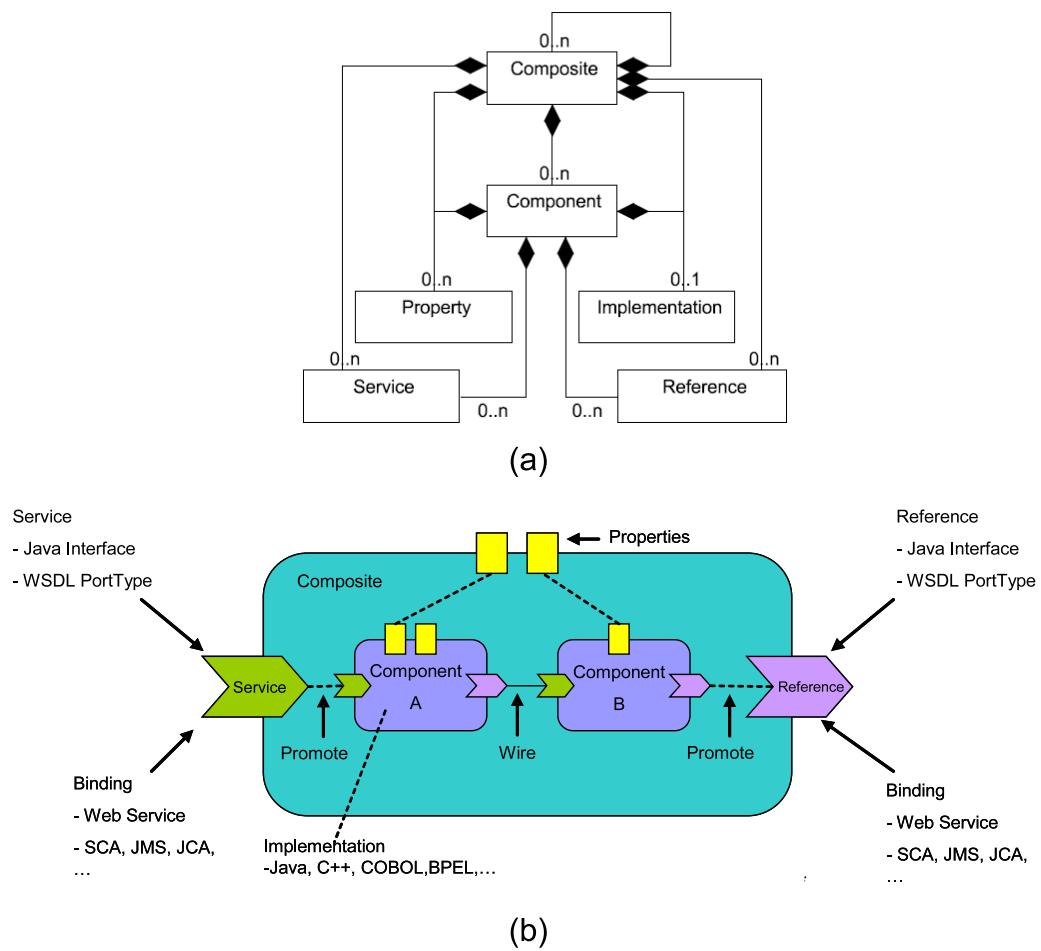 0..n
Composite
0..n
Component
0..n
0..1
Property
Implementation
0..n
0..n
Service
Reference
0..n
0..n
(a)
Service
- Java Interface
- WSDL PortType
Properties
Reference
- Java Interface
- WSDL PortType
Composite
Component
A
Component
B
Service
Reference
Promote
Wire
Promote
Binding
- Web Service
- SCA, JMS, JCA,
…
Implementation
-Java, C++, COBOL,BPEL,…
Binding
- Web Service
- SCA, JMS, JCA,
…
(b)